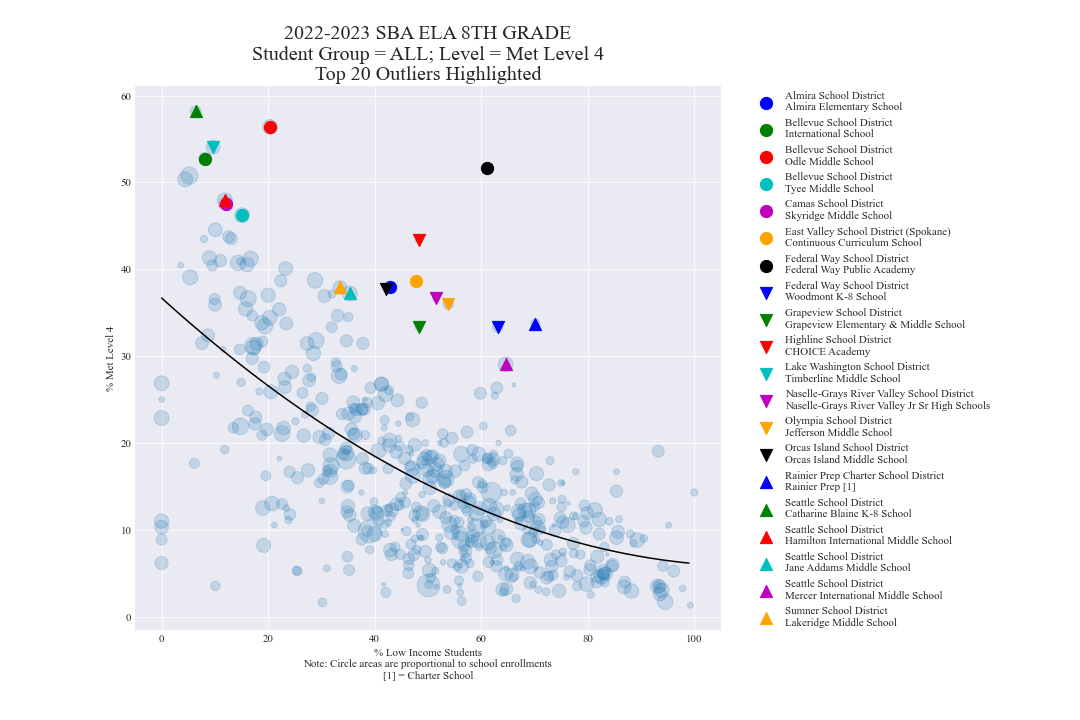 2022-2023 SBA ELA 8TH GRADE
Student Group = ALL; Level = Met Level 4
Top 20 Outliers Highlighted
60
50
40
30
20
10
0
% Met Level 4
0 20 40 60 80 100
% Low Income Students
Note: Circle areas are proportional to school enrollments
[1] = Charter School
Almira School District
Almira Elementary School
Bellevue School District
International School
Bellevue School District
Odle Middle School
Bellevue School District
Tyee Middle School
Camas School District
Skyridge Middle School
East Valley School District (Spokane)
Continuous Curriculum School
Federal Way School District
Federal Way Public Academy
Federal Way School District
Woodmont K-8 School
Grapeview School District
Grapeview Elementary & Middle School
Highline School District
CHOICE Academy
Lake Washington School District
Timberline Middle School
Naselle-Grays River Valley School District
Naselle-Grays River Valley Jr Sr High Schools
Olympia School District
Jefferson Middle School
Orcas Island School District
Orcas Island Middle School
Rainier Prep Charter School District
Rainier Prep [1]
Seattle School District
Catharine Blaine K-8 School
Seattle School District
Hamilton International Middle School
Seattle School District
Jane Addams Middle School
Seattle School District
Mercer International Middle School
Sumner School District
Lakeridge Middle School